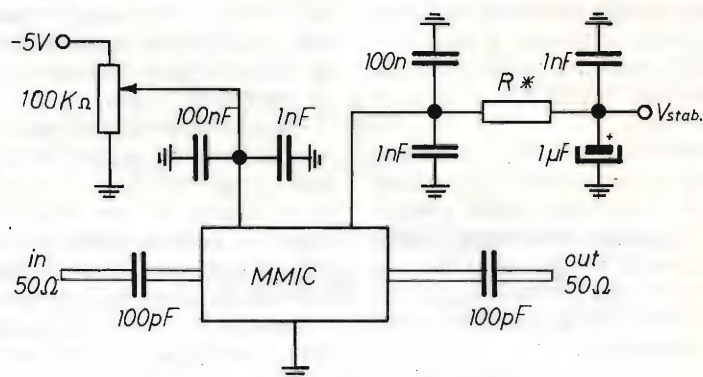 -5V
100KΩ
100nF
1nF
100n
1nF
R *
1nF
Vstab.
+
1µF
in
50Ω
100pF
MMIC
100pF
out
50Ω